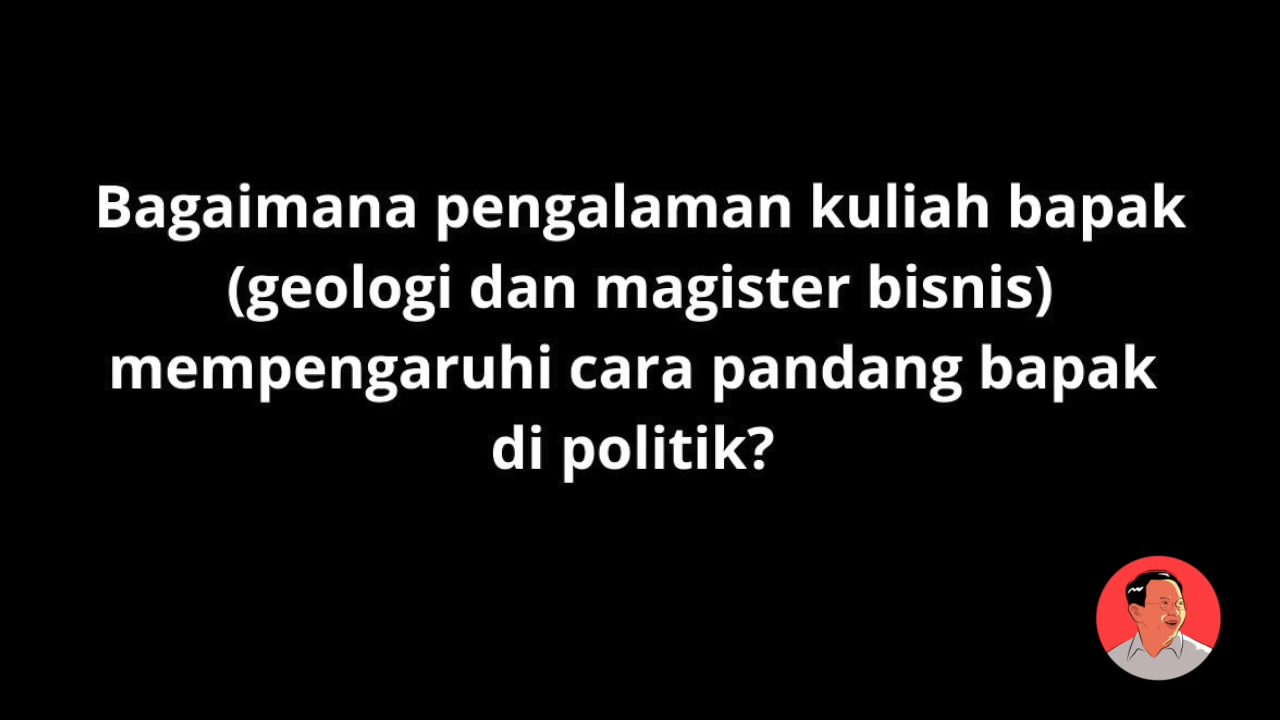 Bagaimana pengalaman kuliah bapak
(geologi dan magister bisnis)
mempengaruhi cara pandang bapak
di politik?